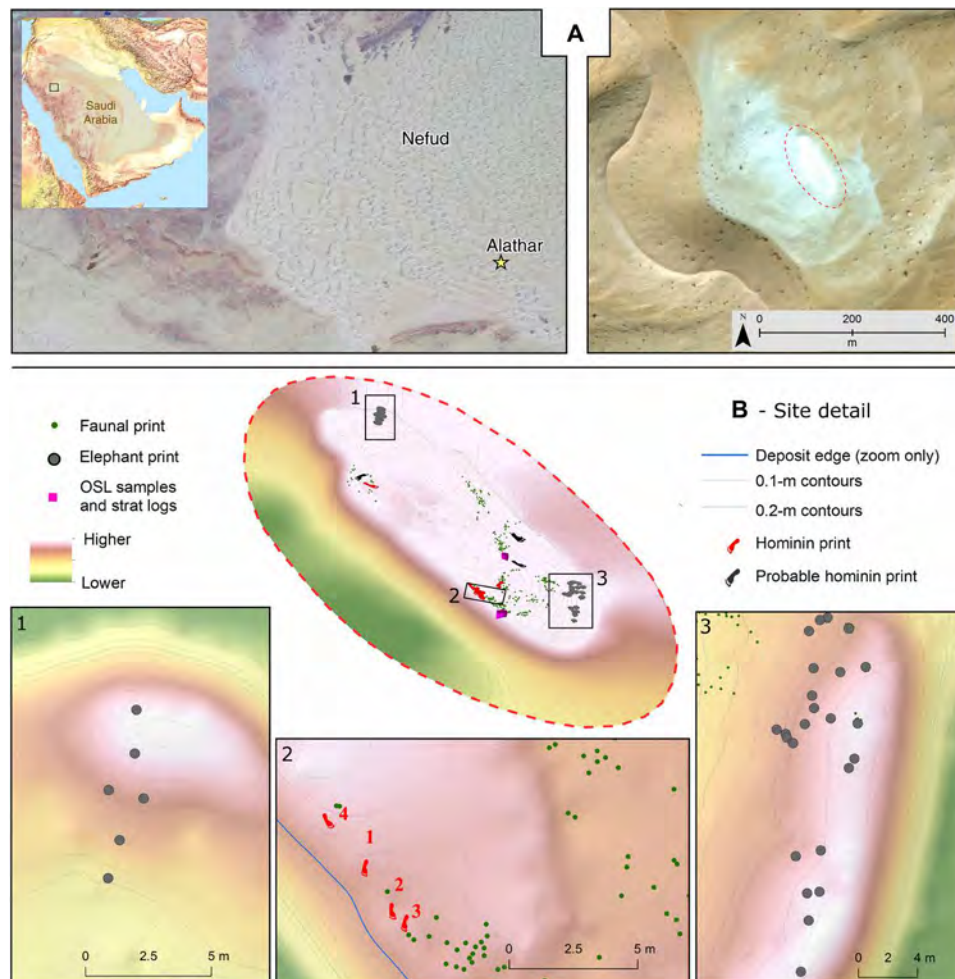 A
Saudi
Arabia
Nefud
Alathar
N
0 200 400
m
B - Site detail
Faunal print
Elephant print
OSL samples
and strat logs
Higher
Lower
1
2
3
Deposit edge (zoom only)
0.1-m contours
0.2-m contours
Hominin print
Probable hominin print
1
0 2.5 5 m
2
4
1
2
3
0 2.5 5 m
3
0 2 4 m